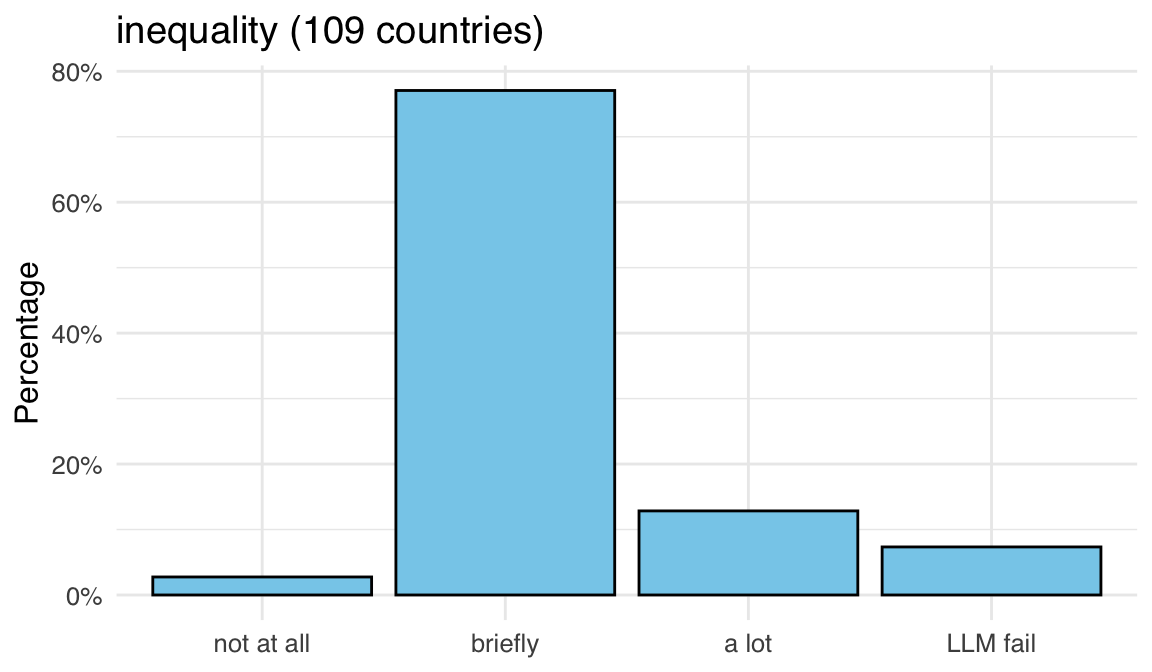 inequality (109 countries)
80%
60%
40%
20%
0%
Percentage
not at all
briefly
a lot
LLM fail